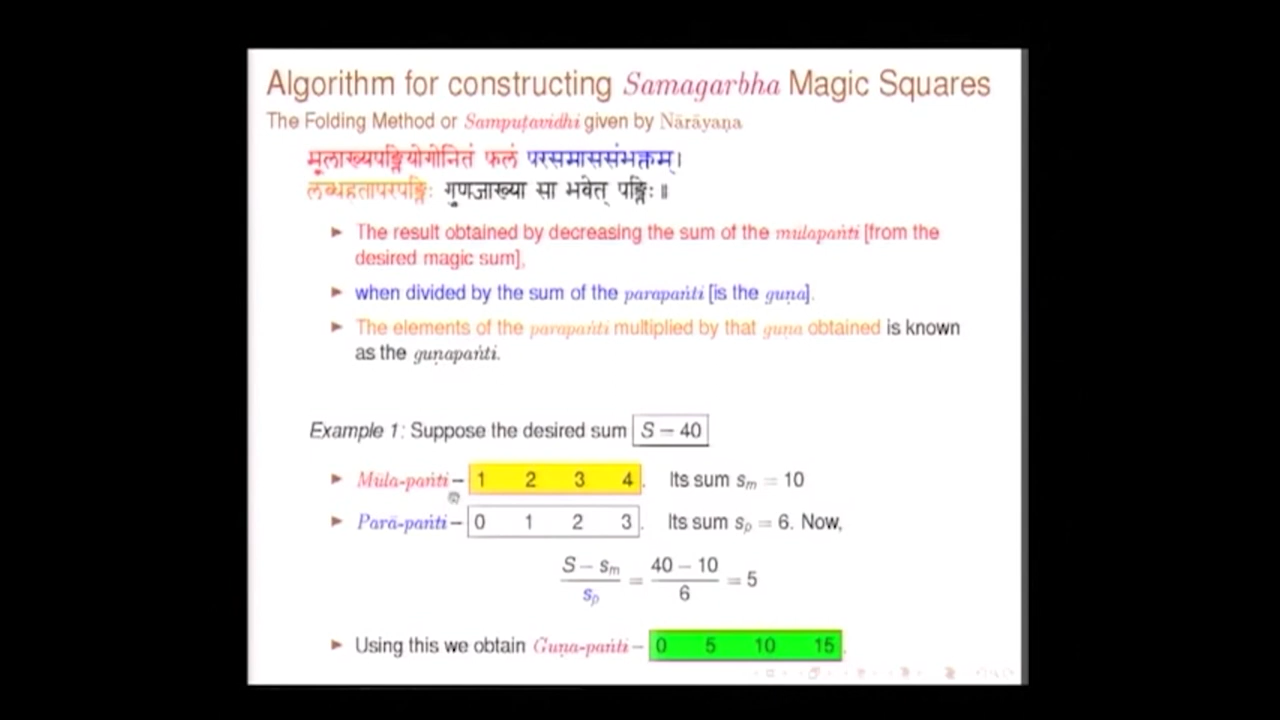 Algorithm for constructing Samagarbha Magic Squares
The Folding Method or Samputavidhi given by Nārāyaṇa
मूलाख्यपङ्क्तियोगोनितं फलं परसमाससंभक्तम्।
लब्धहतापरपङ्क्तिः गुणजाख्या सा भवेत् पङ्क्तिः॥
► The result obtained by decreasing the sum of the mūlapaṅti [from the
desired magic sum],
► when divided by the sum of the parapaṅti [is the guṇa].
► The elements of the parapaṅti multiplied by that guṇa obtained is known
as the guṇapaṅti.
Example 1: Suppose the desired sum S = 40
► Mūla-paṅti – 1 2 3 4 . Its sum sₘ = 10
► Parā-paṅti – 0 1 2 3 . Its sum sₚ = 6. Now,
S − sₘ / sₚ = 40 − 10 / 6 = 5
► Using this we obtain Guṇa-paṅti – 0 5 10 15 .